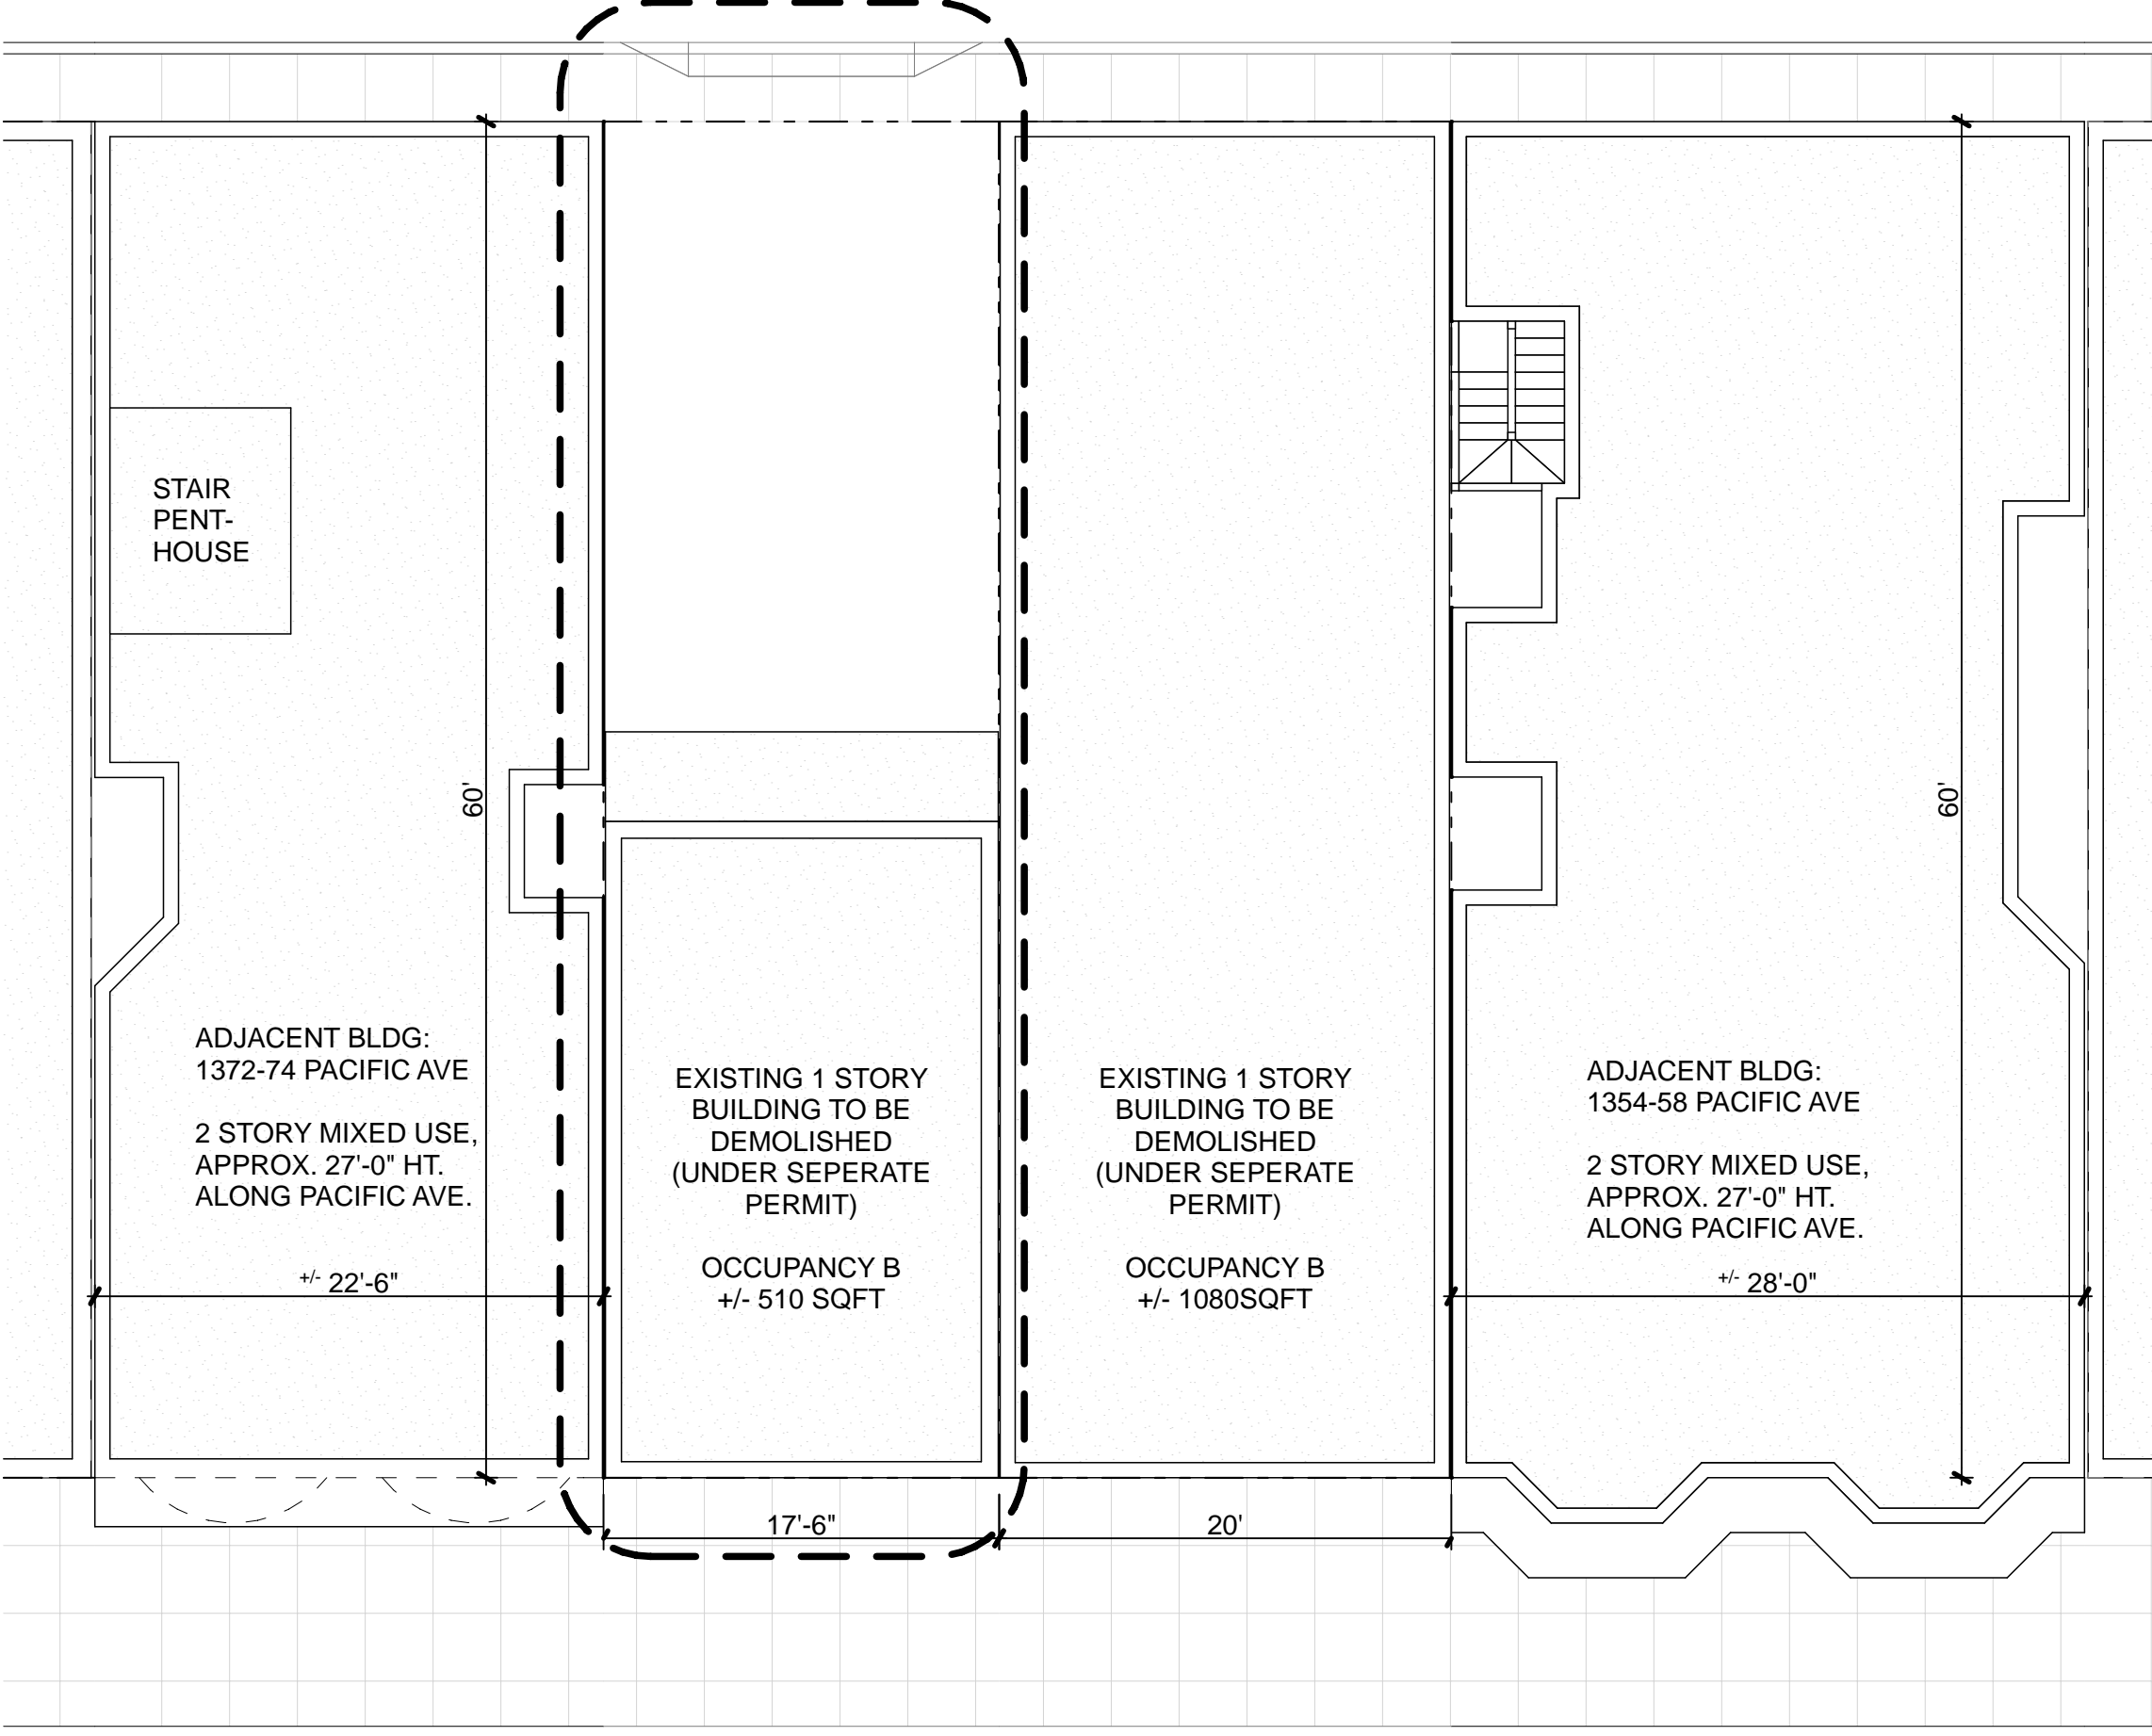 STAIR
PENT-
HOUSE
60'
60'
ADJACENT BLDG:
1372-74 PACIFIC AVE
2 STORY MIXED USE,
APPROX. 27'-0" HT.
ALONG PACIFIC AVE.
+/- 22'-6"
EXISTING 1 STORY
BUILDING TO BE
DEMOLISHED
(UNDER SEPERATE
PERMIT)
OCCUPANCY B
+/- 510 SQFT
EXISTING 1 STORY
BUILDING TO BE
DEMOLISHED
(UNDER SEPERATE
PERMIT)
OCCUPANCY B
+/- 1080SQFT
ADJACENT BLDG:
1354-58 PACIFIC AVE
2 STORY MIXED USE,
APPROX. 27'-0" HT.
ALONG PACIFIC AVE.
+/- 28'-0"
17'-6"
20'